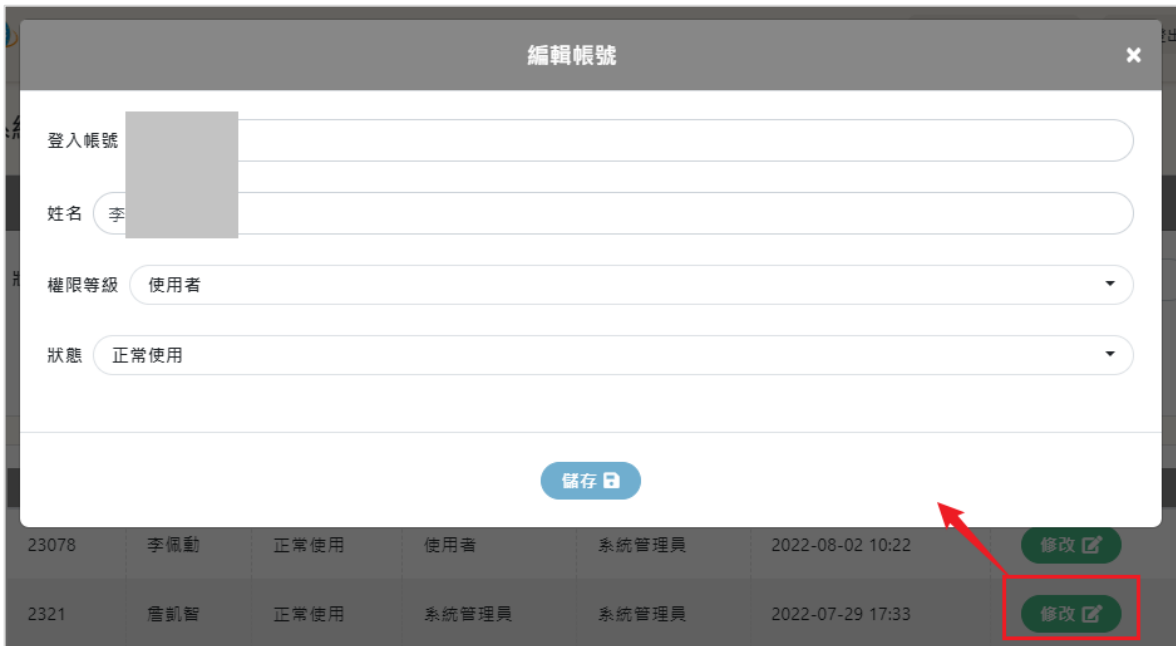 編輯帳號
登入帳號
姓名 李
權限等級 使用者
狀態 正常使用
儲存
23078 李佩勳 正常使用 使用者 系統管理員 2022-08-02 10:22 修改
2321 詹凱智 正常使用 系統管理員 系統管理員 2022-07-29 17:33 修改